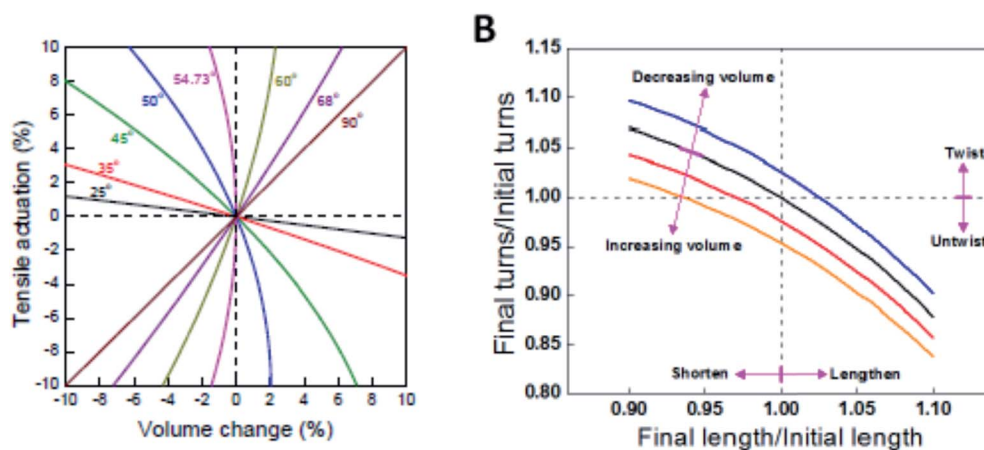 10
8
6
4
2
0
-2
-4
-6
-8
-10
Tensile actuation (%)
-10 -8 -6 -4 -2 0 2 4 6 8 10
Volume change (%)
54.73°
60°
50°
68°
90°
45°
35°
25°
B
1.15
1.10
1.05
1.00
0.95
0.90
0.85
0.80
Final turns/Initial turns
Decreasing volume
Increasing volume
Twist
Untwist
Shorten
Lengthen
0.90 0.95 1.00 1.05 1.10
Final length/Initial length